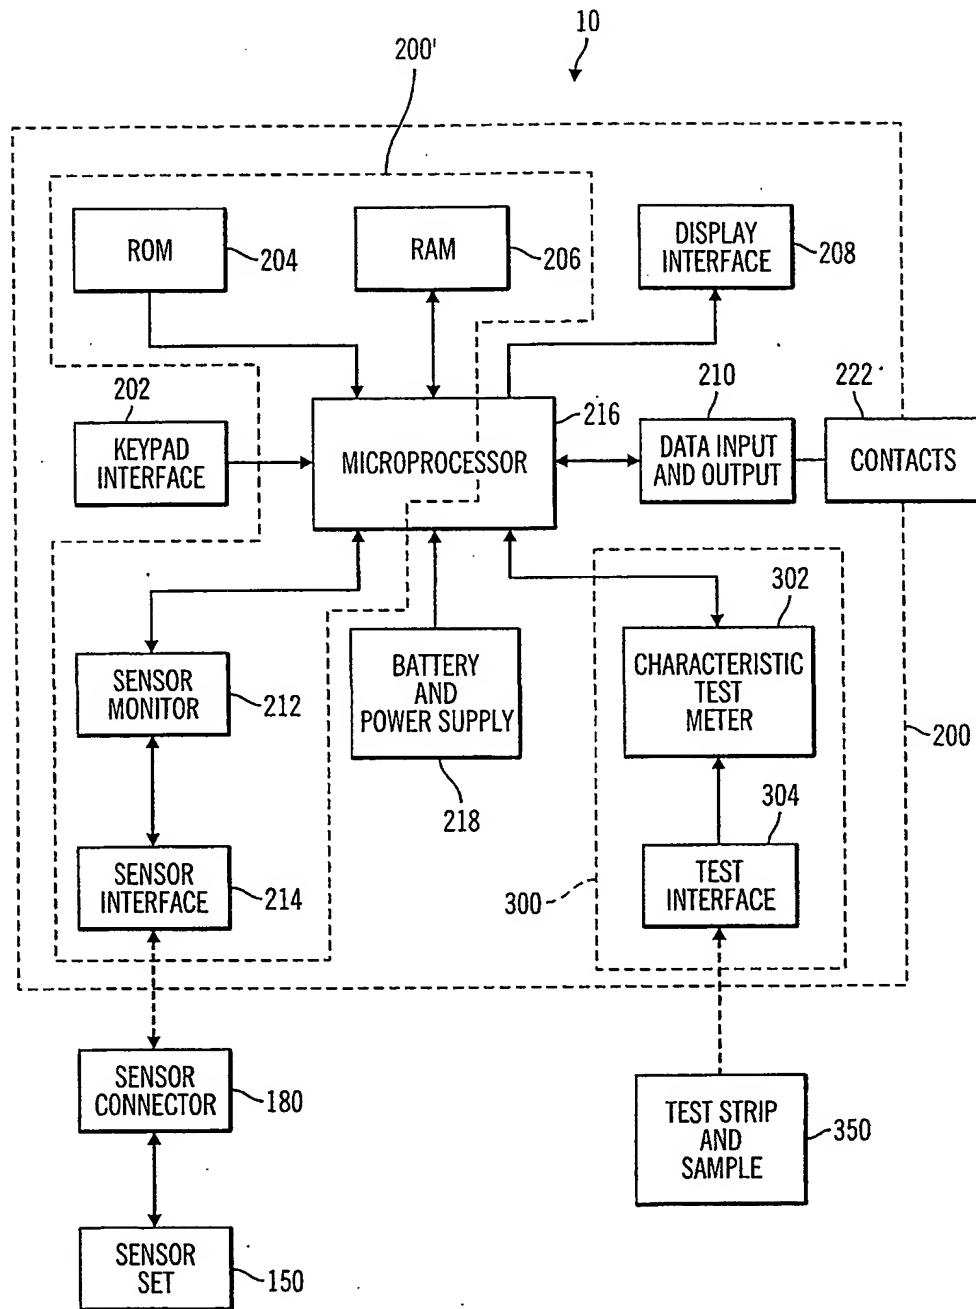 10
200'
ROM
204
RAM
206
DISPLAY
INTERFACE
208
202
KEYPAD
INTERFACE
MICROPROCESSOR
216
210
DATA INPUT
AND OUTPUT
222
CONTACTS
SENSOR
MONITOR
212
BATTERY
AND
POWER SUPPLY
218
302
CHARACTERISTIC
TEST
METER
200
SENSOR
INTERFACE
214
300
304
TEST
INTERFACE
SENSOR
CONNECTOR
180
TEST STRIP
AND
SAMPLE
350
SENSOR
SET
150